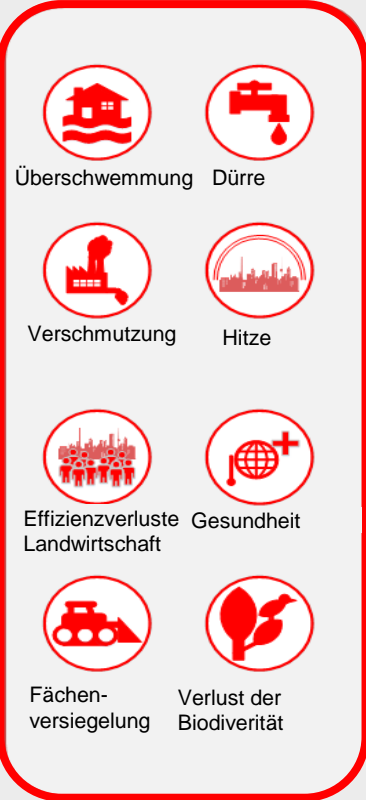 Überschwemmung
Dürre
Verschmutzung
Hitze
Effizienzverluste
Landwirtschaft
Gesundheit
Fächen-
versiegelung
Verlust der
Biodiverität